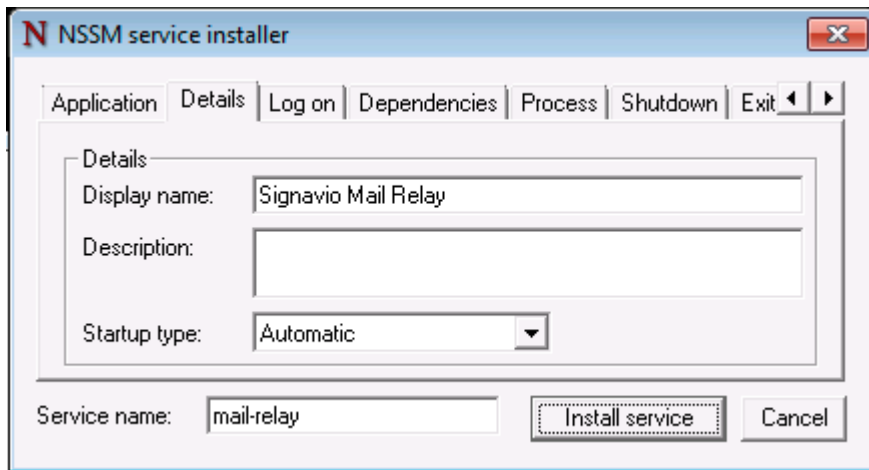 N NSSM service installer
Application Details Log on Dependencies Process Shutdown Exit
Details
Display name: Signavio Mail Relay
Description:
Startup type: Automatic
Service name: mail-relay Install service Cancel